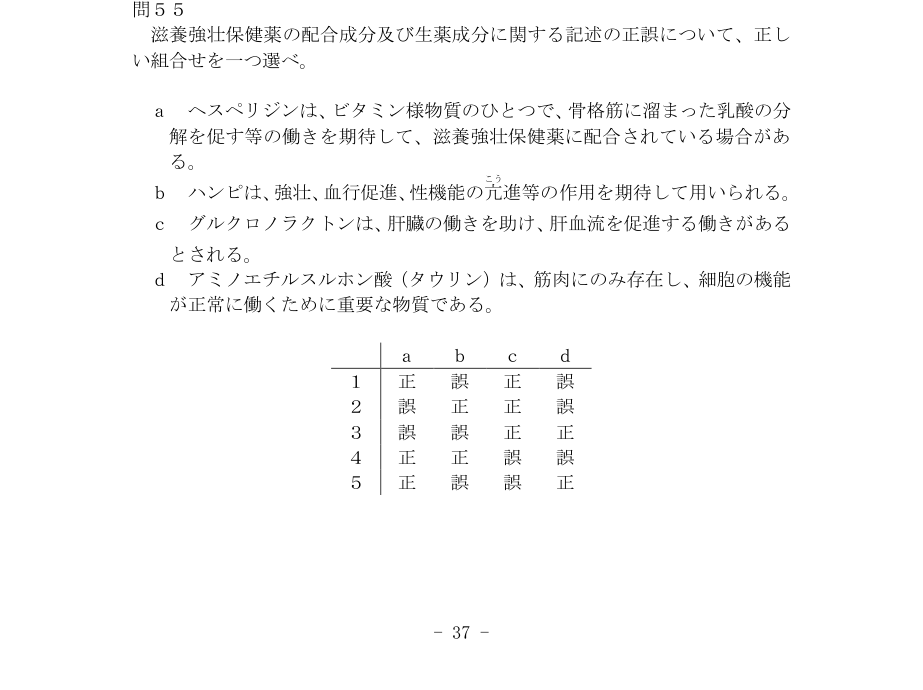 問５５
滋養強壮保健薬の配合成分及び生薬成分に関する記述の正誤について、正し
い組合せを一つ選べ。
a　ヘスペリジンは、ビタミン様物質のひとつで、骨格筋に溜まった乳酸の分
解を促す等の働きを期待して、滋養強壮保健薬に配合されている場合があ
る。
こう
b　ハンピは、強壮、血行促進、性機能の亢進等の作用を期待して用いられる。
c　グルクロノラクトンは、肝臓の働きを助け、肝血流を促進する働きがある
とされる。
d　アミノエチルスルホン酸（タウリン）は、筋肉にのみ存在し、細胞の機能
が正常に働くために重要な物質である。
a b c d
1 正 誤 正 誤
2 誤 正 正 誤
3 誤 誤 正 正
4 正 正 誤 誤
5 正 誤 誤 正
- 37 -